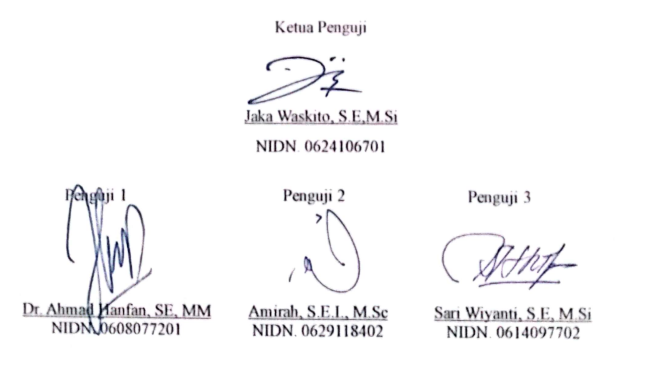 Ketua Penguji
Jaka Waskito, S.E,M.Si
NIDN. 0624106701
Penguji 1
Penguji 2
Penguji 3
Dr. Ahmad Hanfan, SE, MM
Amirah, S.E.I., M.Sc
Sari Wiyanti, S.E, M.Si
NIDN. 0608077201
NIDN. 0629118402
NIDN. 0614097702